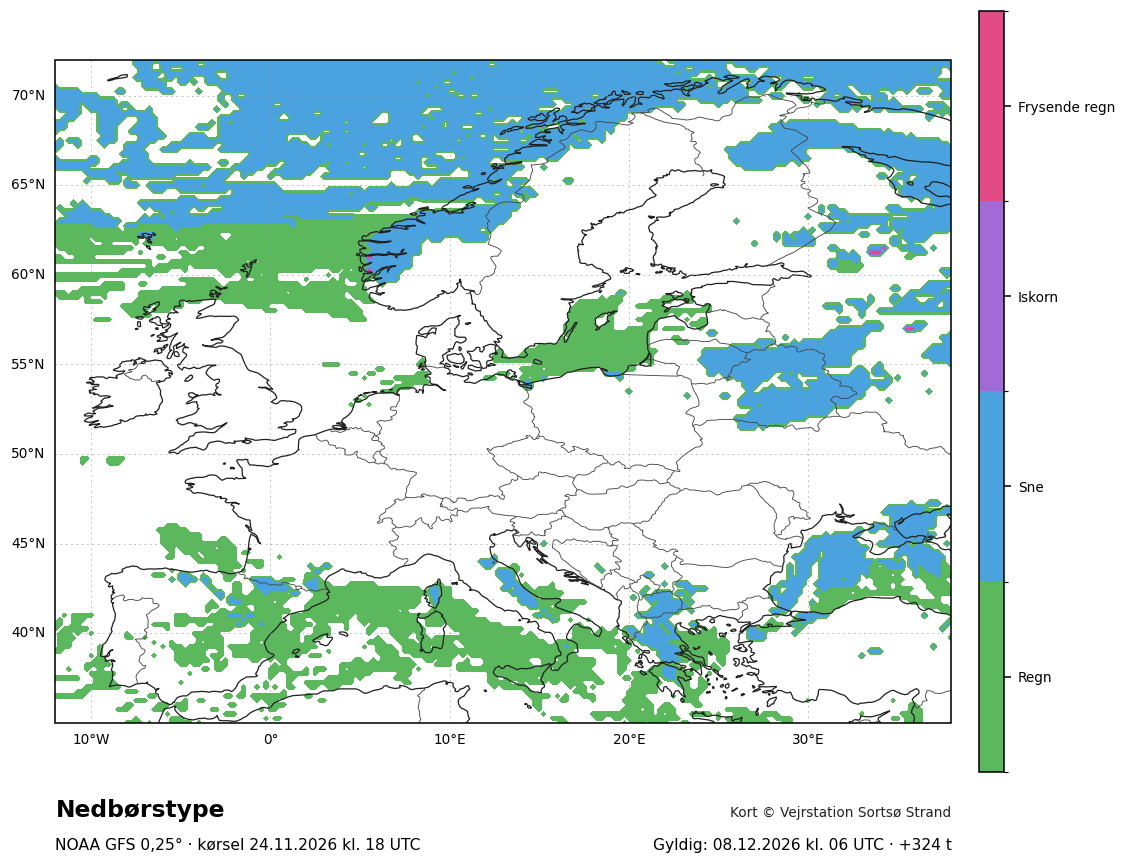 70°N
65°N
60°N
55°N
50°N
45°N
40°N
10°W
0°
10°E
20°E
30°E
Frysende regn
Iskorn
Sne
Regn
Nedbørstype
Kort © Vejrstation Sortsø Strand
NOAA GFS 0,25° · kørsel 24.11.2026 kl. 18 UTC
Gyldig: 08.12.2026 kl. 06 UTC · +324 t